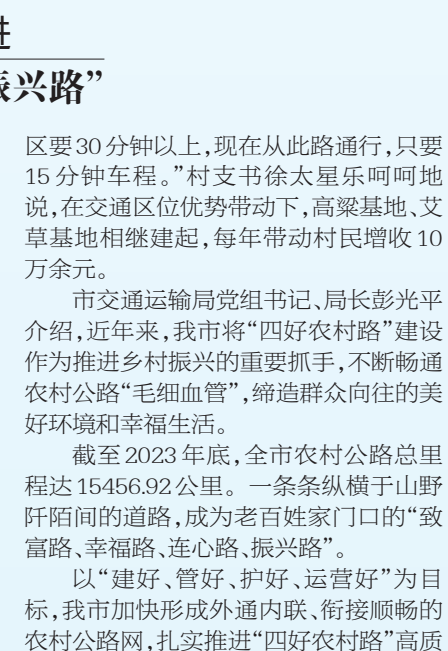 进
振兴路”
区要30分钟以上,现在从此路通行,只要
15分钟车程。”村支书徐太星乐呵呵地
说,在交通区位优势带动下,高粱基地、艾
草基地相继建起,每年带动村民增收10
万余元。
市交通运输局党组书记、局长彭光平
介绍,近年来,我市将“四好农村路”建设
作为推进乡村振兴的重要抓手,不断畅通
农村公路“毛细血管”,缔造群众向往的美
好环境和幸福生活。
截至2023年底,全市农村公路总里
程达15456.92公里。一条条纵横于山野
阡陌间的道路,成为老百姓家门口的“致
富路、幸福路、连心路、振兴路”。
以“建好、管好、护好、运营好”为目
标,我市加快形成外通内联、衔接顺畅的
农村公路网,扎实推进“四好农村路”高质